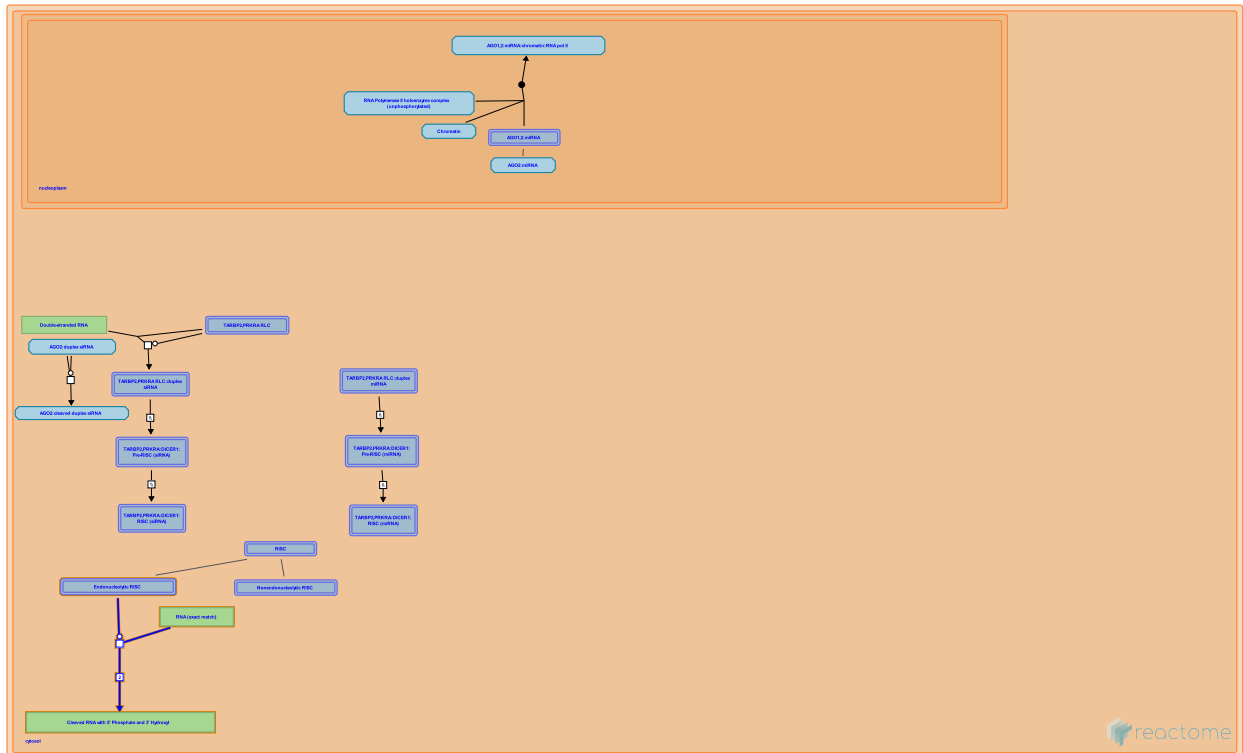 AGO1,2:miRNA:chromatin:RNA pol II
RNA Polymerase II holoenzyme complex
(unphosphorylated)
Chromatin
AGO1,2:miRNA
AGO2:miRNA
nucleoplasm
Double-stranded RNA
TARBP2,PRKRA RLC
AGO2:duplex siRNA
TARBP2,PRKRA RLC:duplex
siRNA
TARBP2,PRKRA RLC:duplex
miRNA
AGO2:cleaved duplex siRNA
TARBP2,PRKRA:DICER1:
Pre-RISC (siRNA)
TARBP2,PRKRA:DICER1:
Pre-RISC (miRNA)
TARBP2,PRKRA:DICER1:
RISC (siRNA)
TARBP2,PRKRA:DICER1:
RISC (miRNA)
RISC
Endonucleolytic RISC
Nonendonucleolytic RISC
RNA (exact match)
2
Cleaved RNA with 5' Phosphate and 3' Hydroxyl
cytosol
reactome